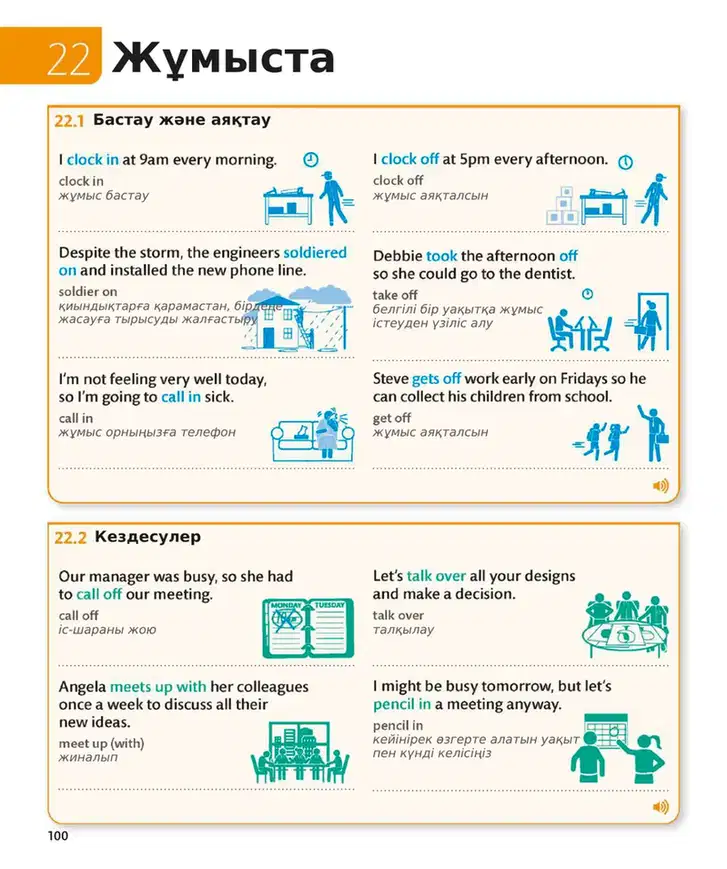 22 Жұмыста
22.1 Бастау және аяқтау
I clock in at 9am every morning.
clock in
жұмыс бастау
I clock off at 5pm every afternoon.
clock off
жұмыс аяқталсын
Despite the storm, the engineers soldiered
on and installed the new phone line.
soldier on
қиындықтарға қарамастан, бірдеңе
жасауға тырысуды жалғастыру
Debbie took the afternoon off
so she could go to the dentist.
take off
белгілі бір уақытқа жұмыс
істеуден үзіліс алу
I'm not feeling very well today,
so I'm going to call in sick.
call in
жұмыс орныңызға телефон
Steve gets off work early on Fridays so he
can collect his children from school.
get off
жұмыс аяқталсын
22.2 Кездесулер
Our manager was busy, so she had
to call off our meeting.
call off
іс-шараны жою
MONDAY TUESDAY
Let's talk over all your designs
and make a decision.
talk over
талқылау
Angela meets up with her colleagues
once a week to discuss all their
new ideas.
meet up (with)
жиналып
I might be busy tomorrow, but let's
pencil in a meeting anyway.
pencil in
кейінірек өзгерте алатын уақыт
пен күнді келісіңіз
100